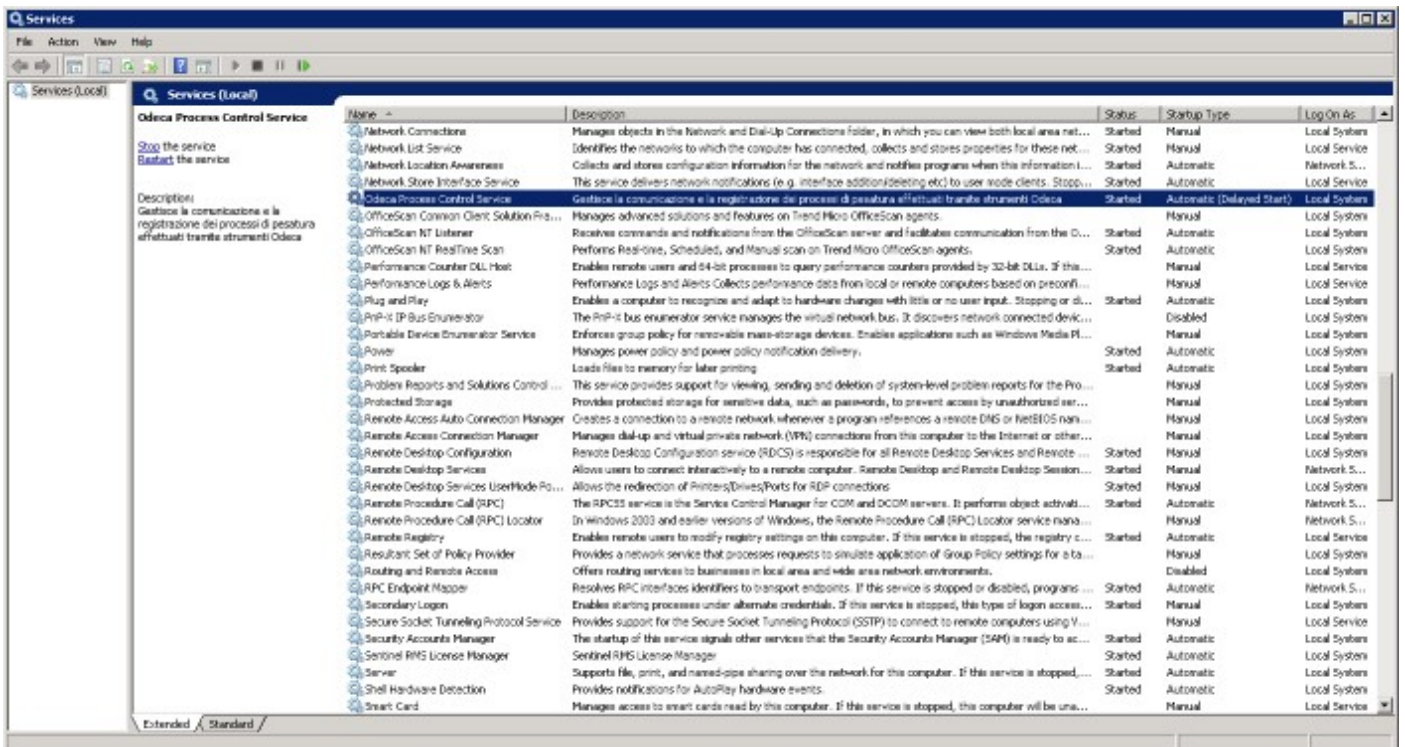 Services
File Action View Help
Services (Local)
Services (Local)
Odeca Process Control Service
Stop the service
Restart the service
Description:
Gestisce la comunicazione e la
registrazione dei processi di pesatura
effettuati tramite strumenti Odeca
Name Description Status Startup Type Log On As
Network Connections Manages objects in the Network and Dial-Up Connections folder, in which you can view both local area net... Started Manual Local System
Network List Service Identifies the networks to which the computer has connected, collects and stores properties for these net... Started Manual Local Service
Network Location Awareness Collects and stores configuration information for the network and notifies programs when this information i... Started Automatic Network S...
Network Store Interface Service This service delivers network notifications (e.g. interface addition/deleting etc) to user mode clients. Stopp... Started Automatic Local Service
Odeca Process Control Service Gestisce la comunicazione e la registrazione dei processi di pesatura effettuati tramite strumenti Odeca Started Automatic (Delayed Start) Local System
OfficeScan Common Client Solution Fra... Manages advanced solutions and features on Trend Micro OfficeScan agents. Manual Local System
OfficeScan NT Listener Receives commands and notifications from the OfficeScan server and facilitates communication from the O... Started Automatic Local System
OfficeScan NT RealTime Scan Performs Real-time, Scheduled, and Manual scan on Trend Micro OfficeScan agents. Started Automatic Local System
Performance Counter DLL Host Enables remote users and 64-bit processes to query performance counters provided by 32-bit DLLs. If this... Manual Local Service
Performance Logs & Alerts Performance Logs and Alerts Collects performance data from local or remote computers based on preconfi... Manual Local Service
Plug and Play Enables a computer to recognize and adapt to hardware changes with little or no user input. Stopping or di... Started Automatic Local System
PnP-X IP Bus Enumerator The PnP-X bus enumerator service manages the virtual network bus. It discovers network connected devic... Disabled Local System
Portable Device Enumerator Service Enforces group policy for removable mass-storage devices. Enables applications such as Windows Media Pl... Manual Local System
Power Manages power policy and power policy notification delivery. Started Automatic Local System
Print Spooler Loads files to memory for later printing Started Automatic Local System
Problem Reports and Solutions Control ... This service provides support for viewing, sending and deletion of system-level problem reports for the Pro... Manual Local System
Protected Storage Provides protected storage for sensitive data, such as passwords, to prevent access by unauthorized ser... Manual Local System
Remote Access Auto Connection Manager Creates a connection to a remote network whenever a program references a remote DNS or NetBIOS nam... Manual Local System
Remote Access Connection Manager Manages dial-up and virtual private network (VPN) connections from this computer to the Internet or other... Manual Local System
Remote Desktop Configuration Remote Desktop Configuration service (RDCS) is responsible for all Remote Desktop Services and Remote ... Started Manual Local System
Remote Desktop Services Allows users to connect interactively to a remote computer. Remote Desktop and Remote Desktop Session... Started Manual Network S...
Remote Desktop Services UserMode Po... Allows the redirection of Printers/Drives/Ports for RDP connections Started Manual Local System
Remote Procedure Call (RPC) The RPCSS service is the Service Control Manager for COM and DCOM servers. It performs object activati... Started Automatic Network S...
Remote Procedure Call (RPC) Locator In Windows 2003 and earlier versions of Windows, the Remote Procedure Call (RPC) Locator service mana... Manual Network S...
Remote Registry Enables remote users to modify registry settings on this computer. If this service is stopped, the registry c... Started Automatic Local Service
Resultant Set of Policy Provider Provides a network service that processes requests to simulate application of Group Policy settings for a ta... Manual Local System
Routing and Remote Access Offers routing services to businesses in local area and wide area network environments. Disabled Local System
RPC Endpoint Mapper Resolves RPC interfaces identifiers to transport endpoints. If this service is stopped or disabled, programs ... Started Automatic Network S...
Secondary Logon Enables starting processes under alternate credentials. If this service is stopped, this type of logon access... Started Manual Local System
Secure Socket Tunneling Protocol Service Provides support for the Secure Socket Tunneling Protocol (SSTP) to connect to remote computers using V... Manual Local Service
Security Accounts Manager The startup of this service signals other services that the Security Accounts Manager (SAM) is ready to ac... Started Automatic Local System
Sentinel RMS License Manager Sentinel RMS License Manager Started Automatic Local System
Server Supports file, print, and named-pipe sharing over the network for this computer. If this service is stopped,... Started Automatic Local System
Shell Hardware Detection Provides notifications for AutoPlay hardware events. Started Automatic Local System
Smart Card Manages access to smart cards read by this computer. If this service is stopped, this computer will be una... Manual Local Service
Extended Standard